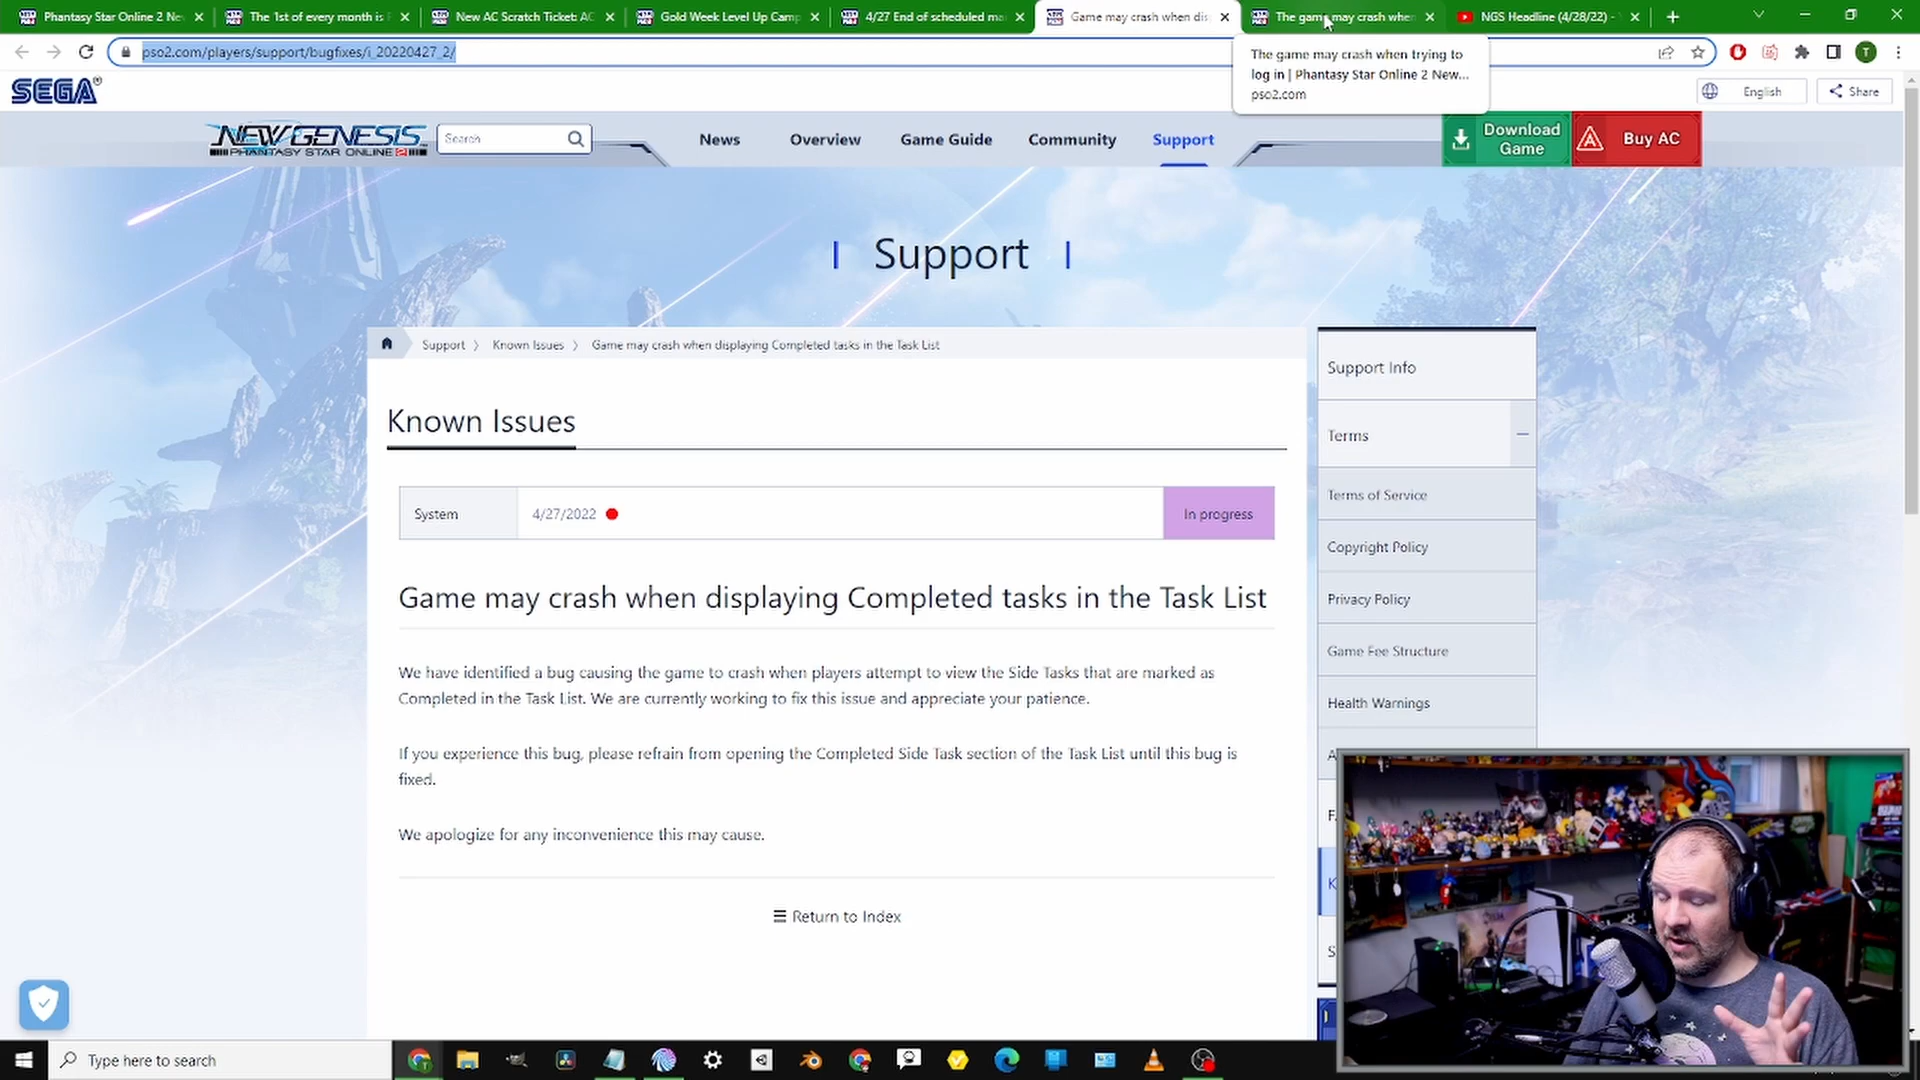 Phantasy Star Online 2 Ne
The 1st of every month is
New AC Scratch Ticket: AC
Gold Week Level Up Camp
4/27 End of scheduled ma
Game may crash when dis
The game may crash when
NGS Headline (4/28/22) -
pso2.com/players/support/bugfixes/i_20220427_2/
T
The game may crash when trying to
log in | Phantasy Star Online 2 New...
pso2.com
SEGA
English
Share
NEW GENESIS
PHANTASY STAR ONLINE 2
Search
News
Overview
Game Guide
Community
Support
Download
Game
Buy AC
Support
Support
Known Issues
Game may crash when displaying Completed tasks in the Task List
Known Issues
System
4/27/2022
In progress
Game may crash when displaying Completed tasks in the Task List
We have identified a bug causing the game to crash when players attempt to view the Side Tasks that are marked as
Completed in the Task List. We are currently working to fix this issue and appreciate your patience.
If you experience this bug, please refrain from opening the Completed Side Task section of the Task List until this bug is
fixed.
We apologize for any inconvenience this may cause.
Return to Index
Support Info
Terms
Terms of Service
Copyright Policy
Privacy Policy
Game Fee Structure
Health Warnings
Type here to search